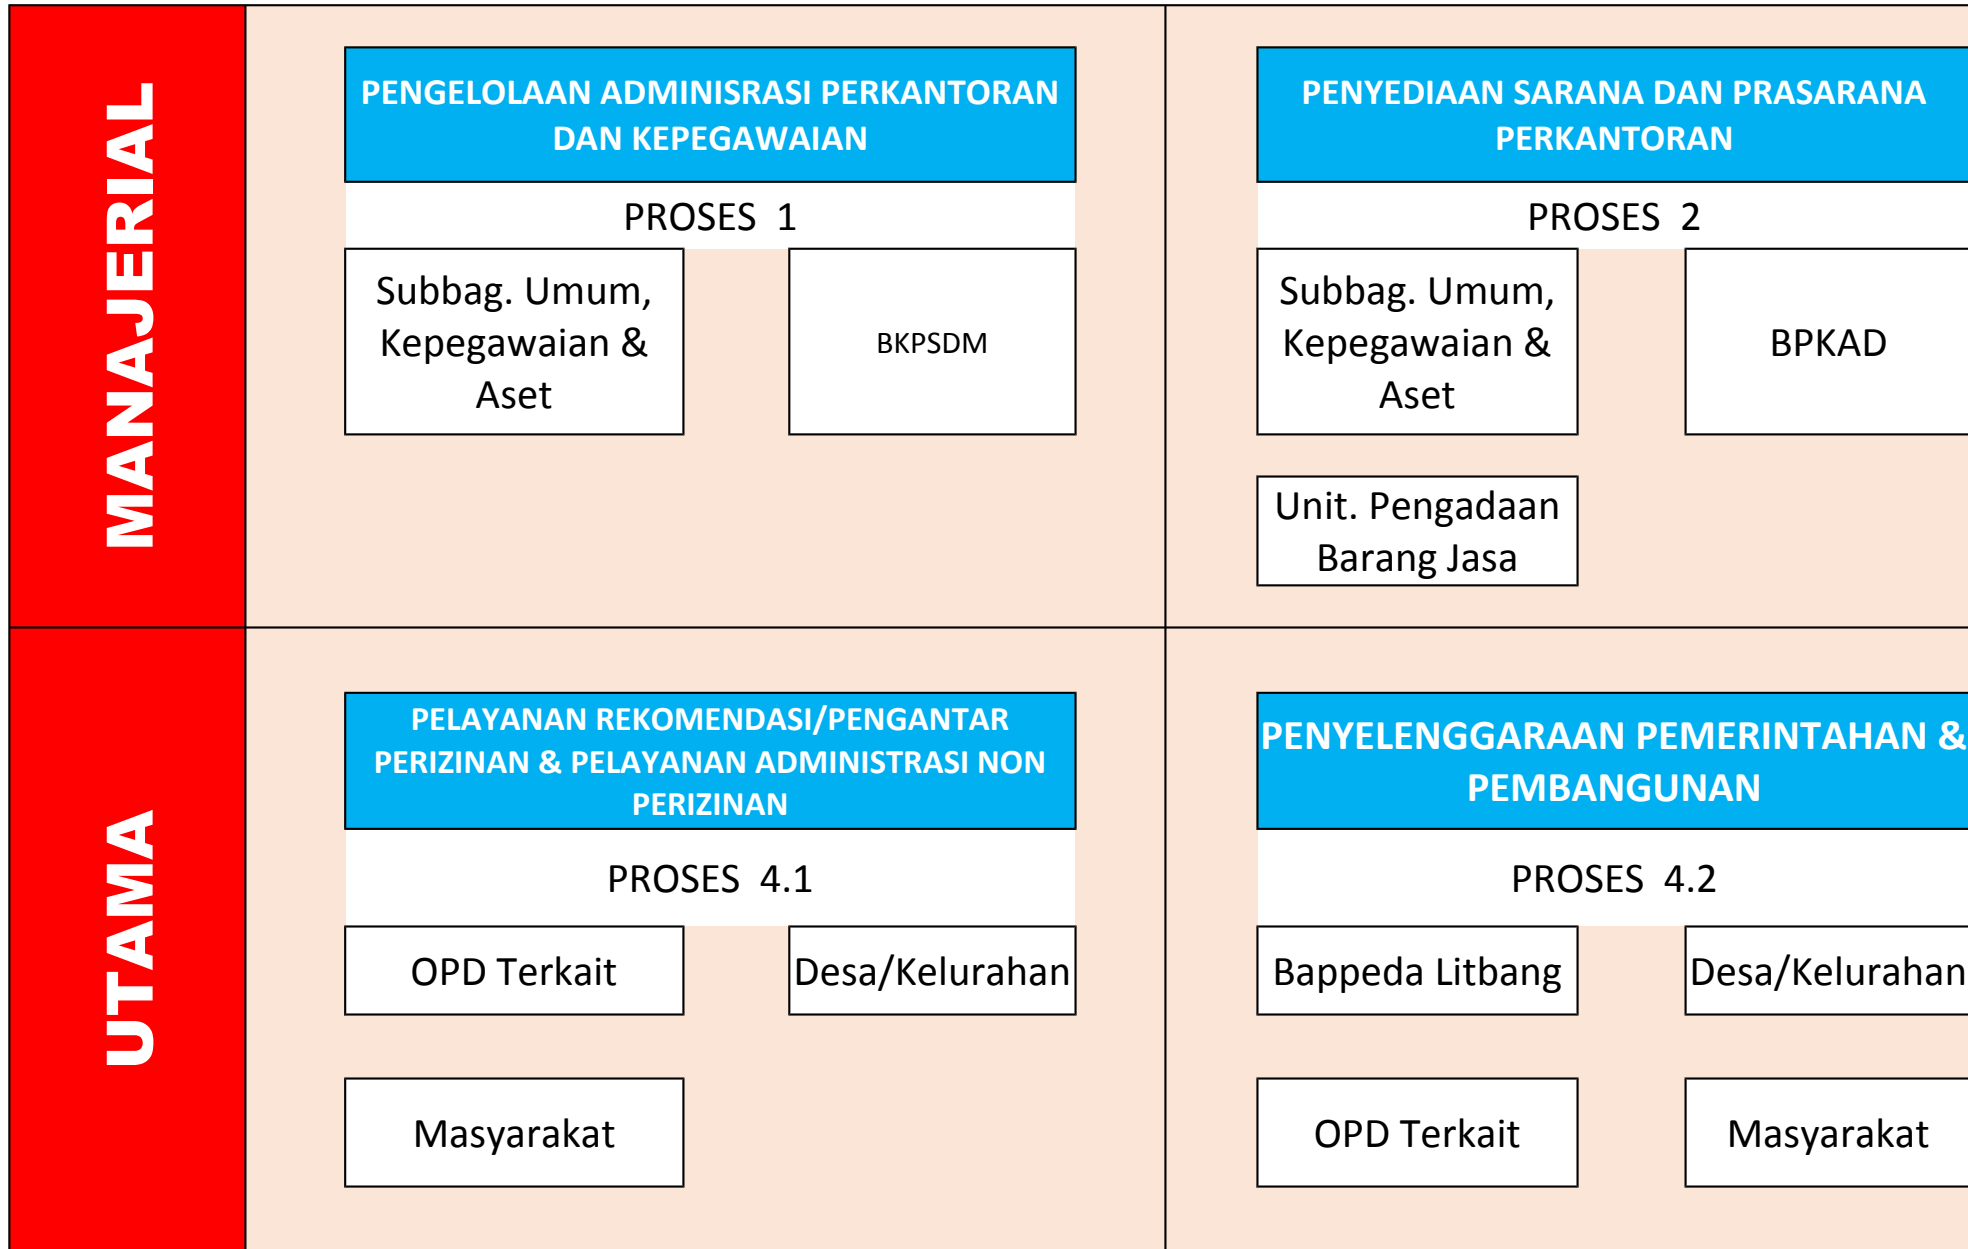 MANAJERIAL
PENGELOLAAN ADMINISRASI PERKANTORAN
DAN KEPEGAWAIAN
PROSES 1
Subbag. Umum,
Kepegawaian &
Aset
BKPSDM
PENYEDIAAN SARANA DAN PRASARANA
PERKANTORAN
PROSES 2
Subbag. Umum,
Kepegawaian &
Aset
BPKAD
Unit. Pengadaan
Barang Jasa
UTAMA
PELAYANAN REKOMENDASI/PENGANTAR
PERIZINAN & PELAYANAN ADMINISTRASI NON
PERIZINAN
PROSES 4.1
OPD Terkait
Desa/Kelurahan
Masyarakat
PENYELENGGARAAN PEMERINTAHAN &
PEMBANGUNAN
PROSES 4.2
Bappeda Litbang
Desa/Kelurahan
OPD Terkait
Masyarakat